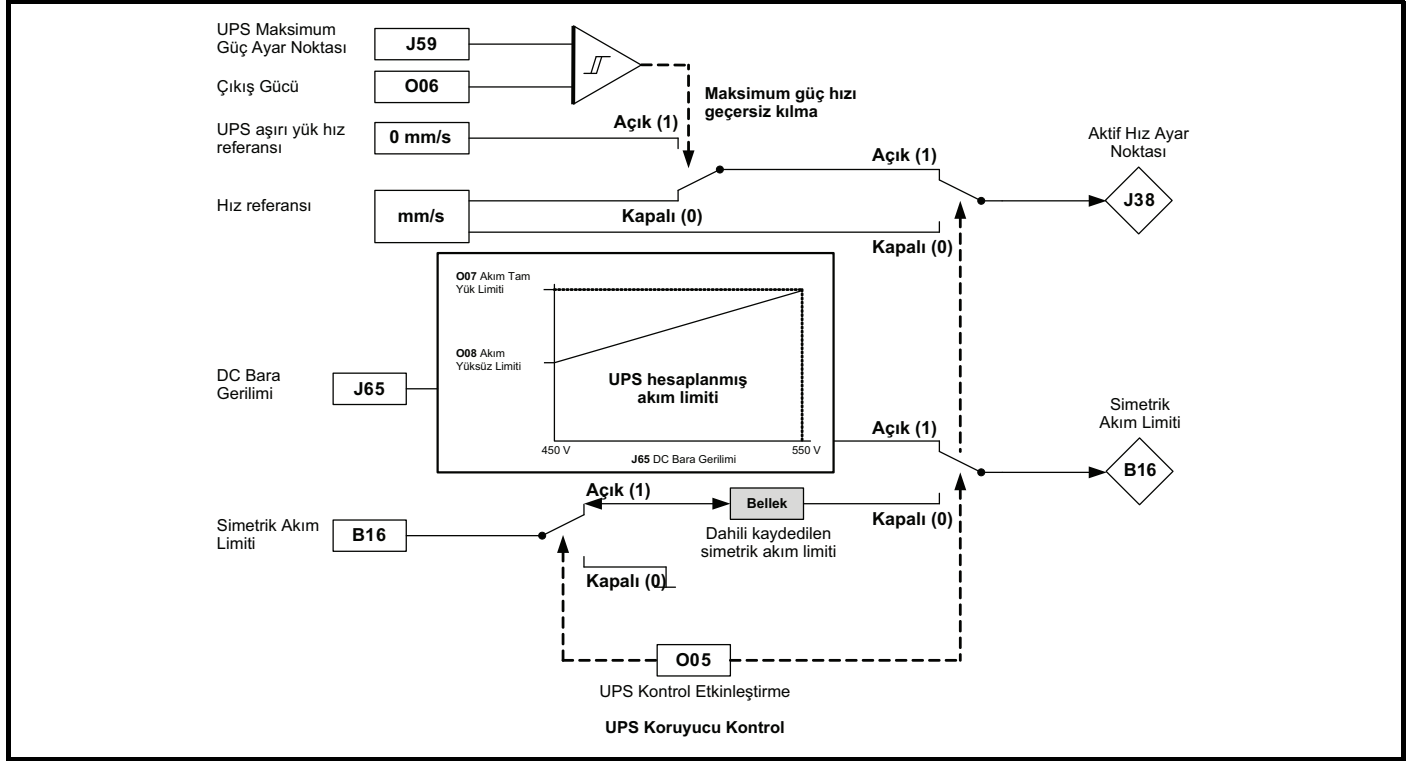 UPS Maksimum
Güç Ayar Noktası
J59
Çıkış Gücü
O06
Maksimum güç hızı
geçersiz kılma
UPS aşırı yük hız
referansı
0 mm/s
Açık (1)
Hız referansı
mm/s
Kapalı (0)
Açık (1)
Kapalı (0)
Aktif Hız Ayar
Noktası
J38
O07 Akım Tam
Yük Limiti
O08 Akım
Yüksüz Limiti
UPS hesaplanmış
akım limiti
450 V
550 V
J65 DC Bara Gerilimi
DC Bara
Gerilimi
J65
Açık (1)
Kapalı (0)
Simetrik
Akım Limiti
B16
Simetrik Akım
Limiti
B16
Açık (1)
Bellek
Dahili kaydedilen
simetrik akım limiti
Kapalı (0)
O05
UPS Kontrol Etkinleştirme
UPS Koruyucu Kontrol